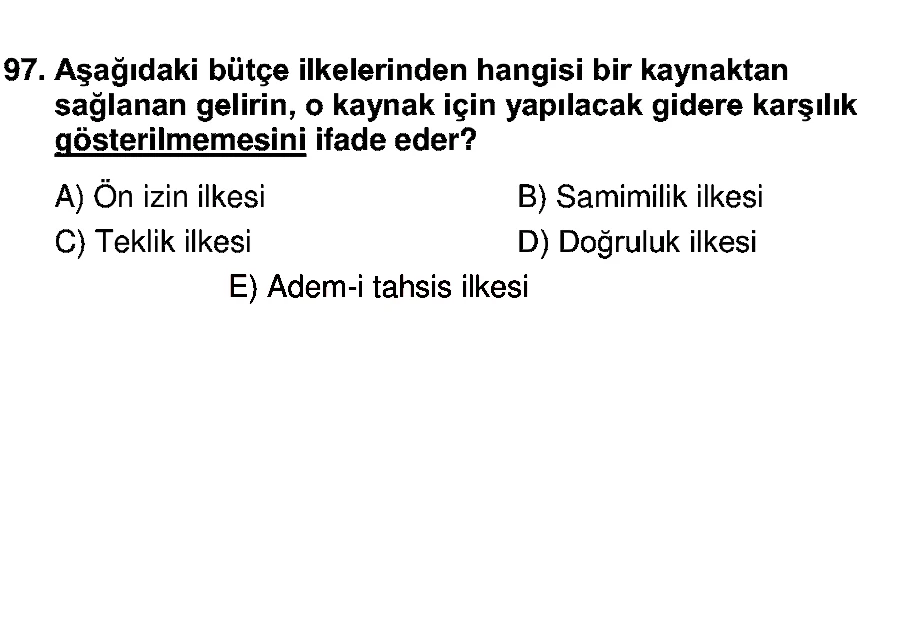 97. Aşağıdaki bütçe ilkelerinden hangisi bir kaynaktan
sağlanan gelirin, o kaynak için yapılacak gidere karşılık
gösterilmemesini ifade eder?
A) Ön izin ilkesi B) Samimilik ilkesi
C) Teklik ilkesi D) Doğruluk ilkesi
E) Adem-i tahsis ilkesi